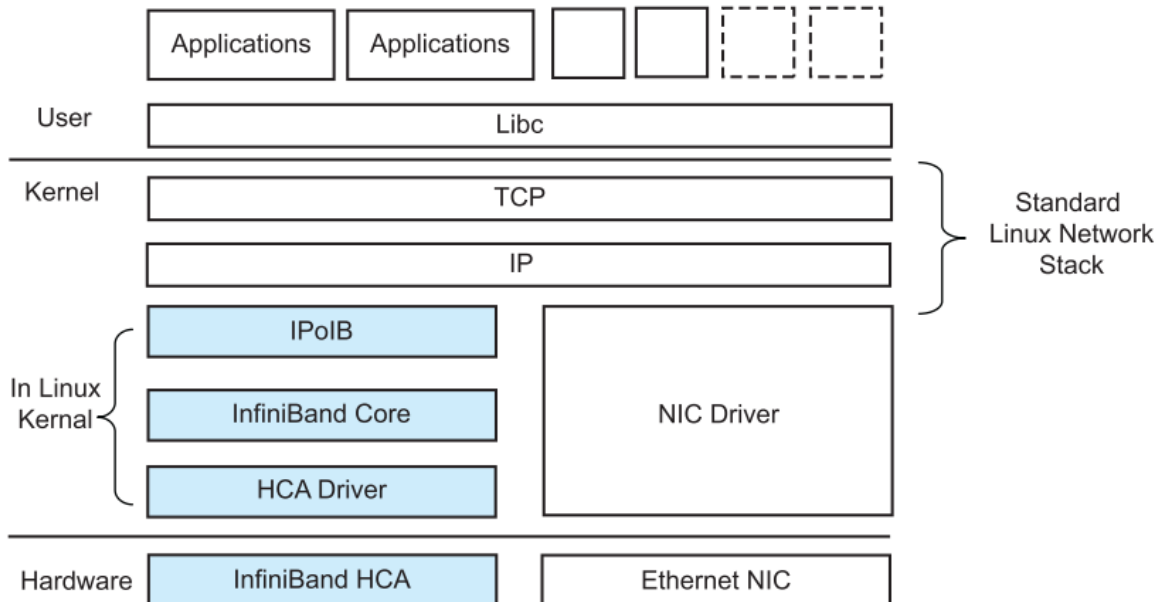 Applications
Applications
User
Libc
Kernel
TCP
Standard
Linux Network
Stack
IP
IPoIB
In Linux
Kernal
InfiniBand Core
NIC Driver
HCA Driver
Hardware
InfiniBand HCA
Ethernet NIC